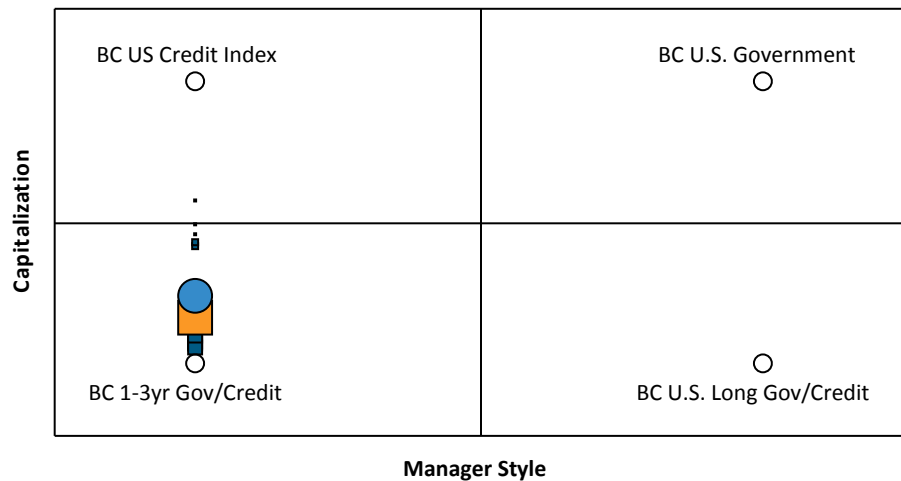 BC US Credit Index
BC U.S. Government
Capitalization
BC 1-3yr Gov/Credit
BC U.S. Long Gov/Credit
Manager Style